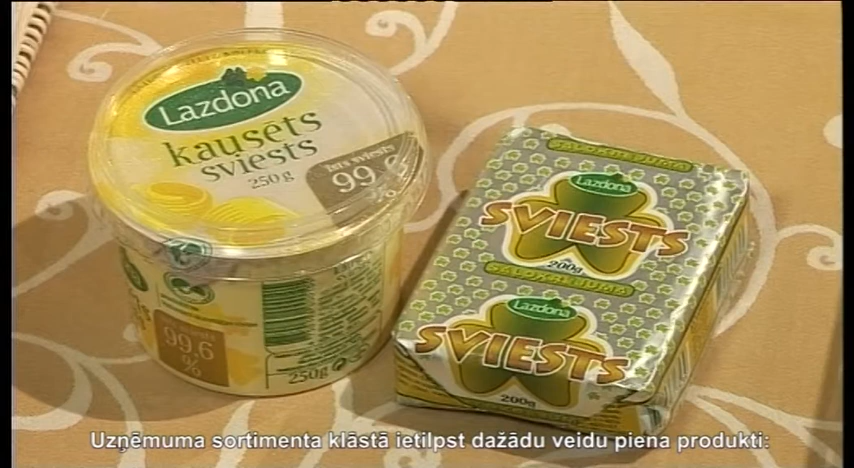 Lazdona
kausēts
sviests
250 g
Īsts sviests
99,6
99,6
%
250g
SALDKRĒJUMA
Lazdona
SVIESTS
200g
SALDKRĒJUMA
Lazdona
SVIESTS
200g
Uzņēmuma sortimenta klāstā ietilpst dažādu veidu piena produkti: